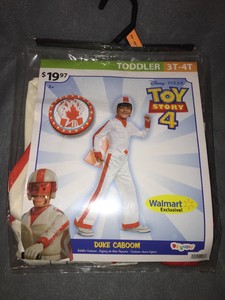 TODDLER 3T-4T
$19.97
Disney · PIXAR
TOY
STORY
4
Walmart
Exclusive!
DUKE CABOOM